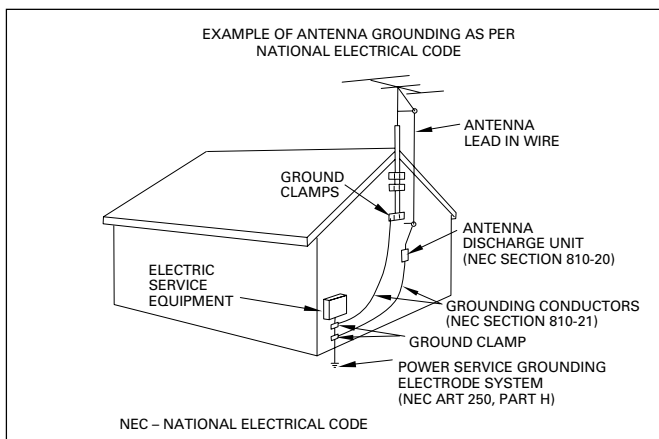 EXAMPLE OF ANTENNA GROUNDING AS PER
NATIONAL ELECTRICAL CODE
ANTENNA
LEAD IN WIRE
GROUND
CLAMPS
ANTENNA
DISCHARGE UNIT
(NEC SECTION 810-20)
ELECTRIC
SERVICE
EQUIPMENT
GROUNDING CONDUCTORS
(NEC SECTION 810-21)
GROUND CLAMP
POWER SERVICE GROUNDING
ELECTRODE SYSTEM
(NEC ART 250, PART H)
NEC – NATIONAL ELECTRICAL CODE